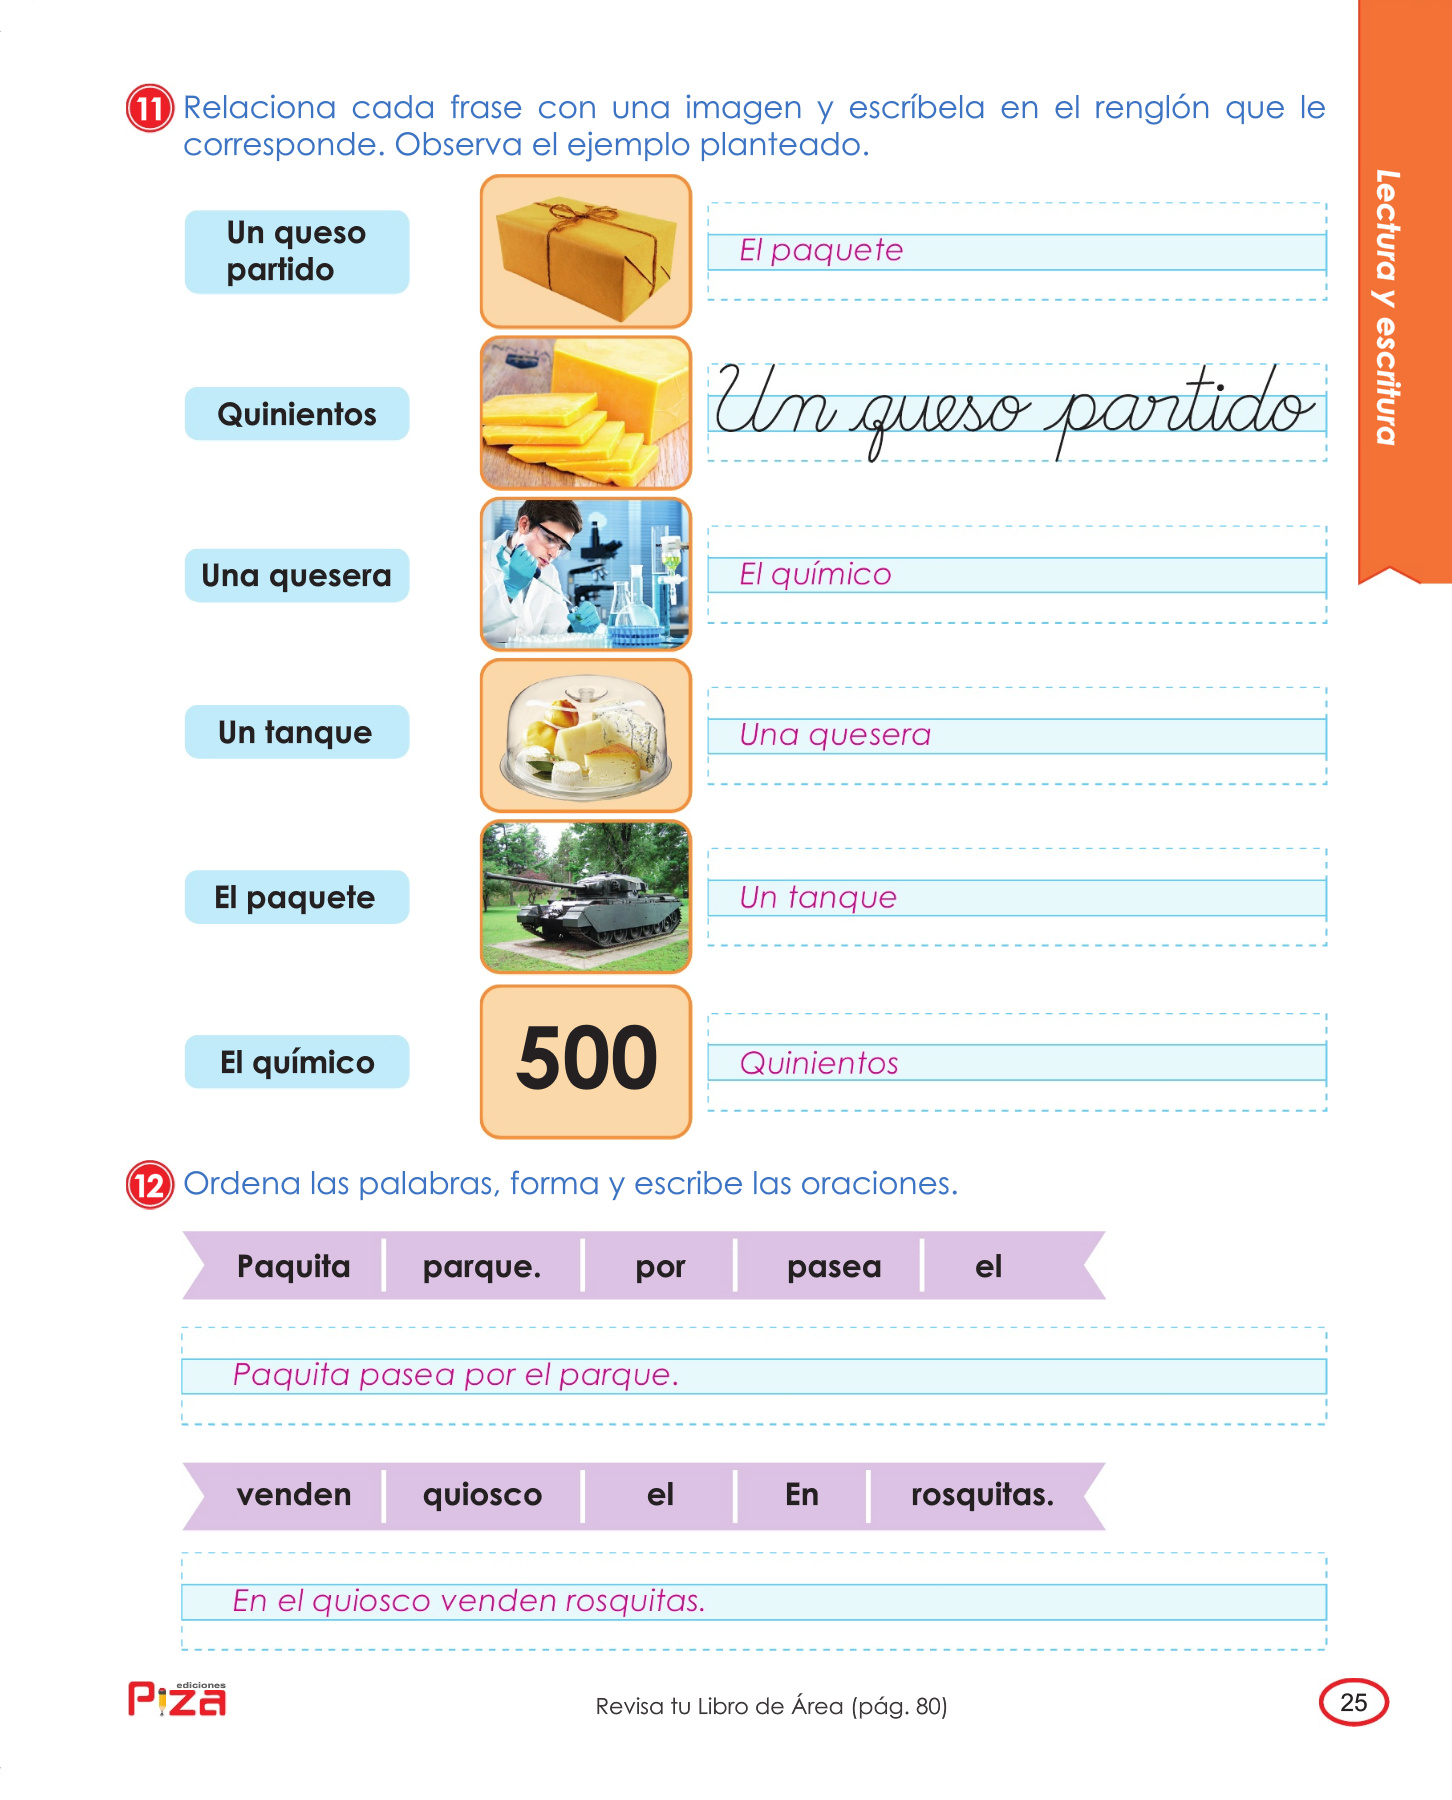 11 Relaciona cada frase con una imagen y escríbela en el renglón que le
corresponde. Observa el ejemplo planteado.
Un queso
partido
El paquete
Quinientos
Un queso partido
Una quesera
El químico
Un tanque
Una quesera
El paquete
Un tanque
El químico
500
Quinientos
12 Ordena las palabras, forma y escribe las oraciones.
Paquita parque. por pasea el
Paquita pasea por el parque.
venden quiosco el En rosquitas.
En el quiosco venden rosquitas.
ediciones
Piza
Revisa tu Libro de Área (pág. 80)
25
Lectura y escritura